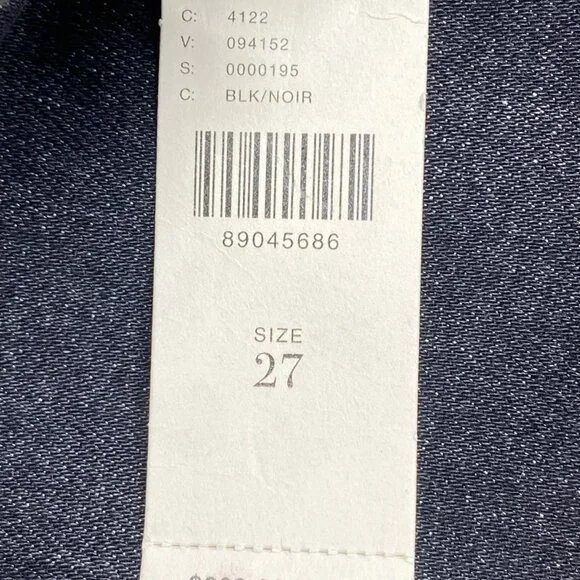 C: 4122
V: 094152
S: 0000195
C: BLK/NOIR
89045686
SIZE
27